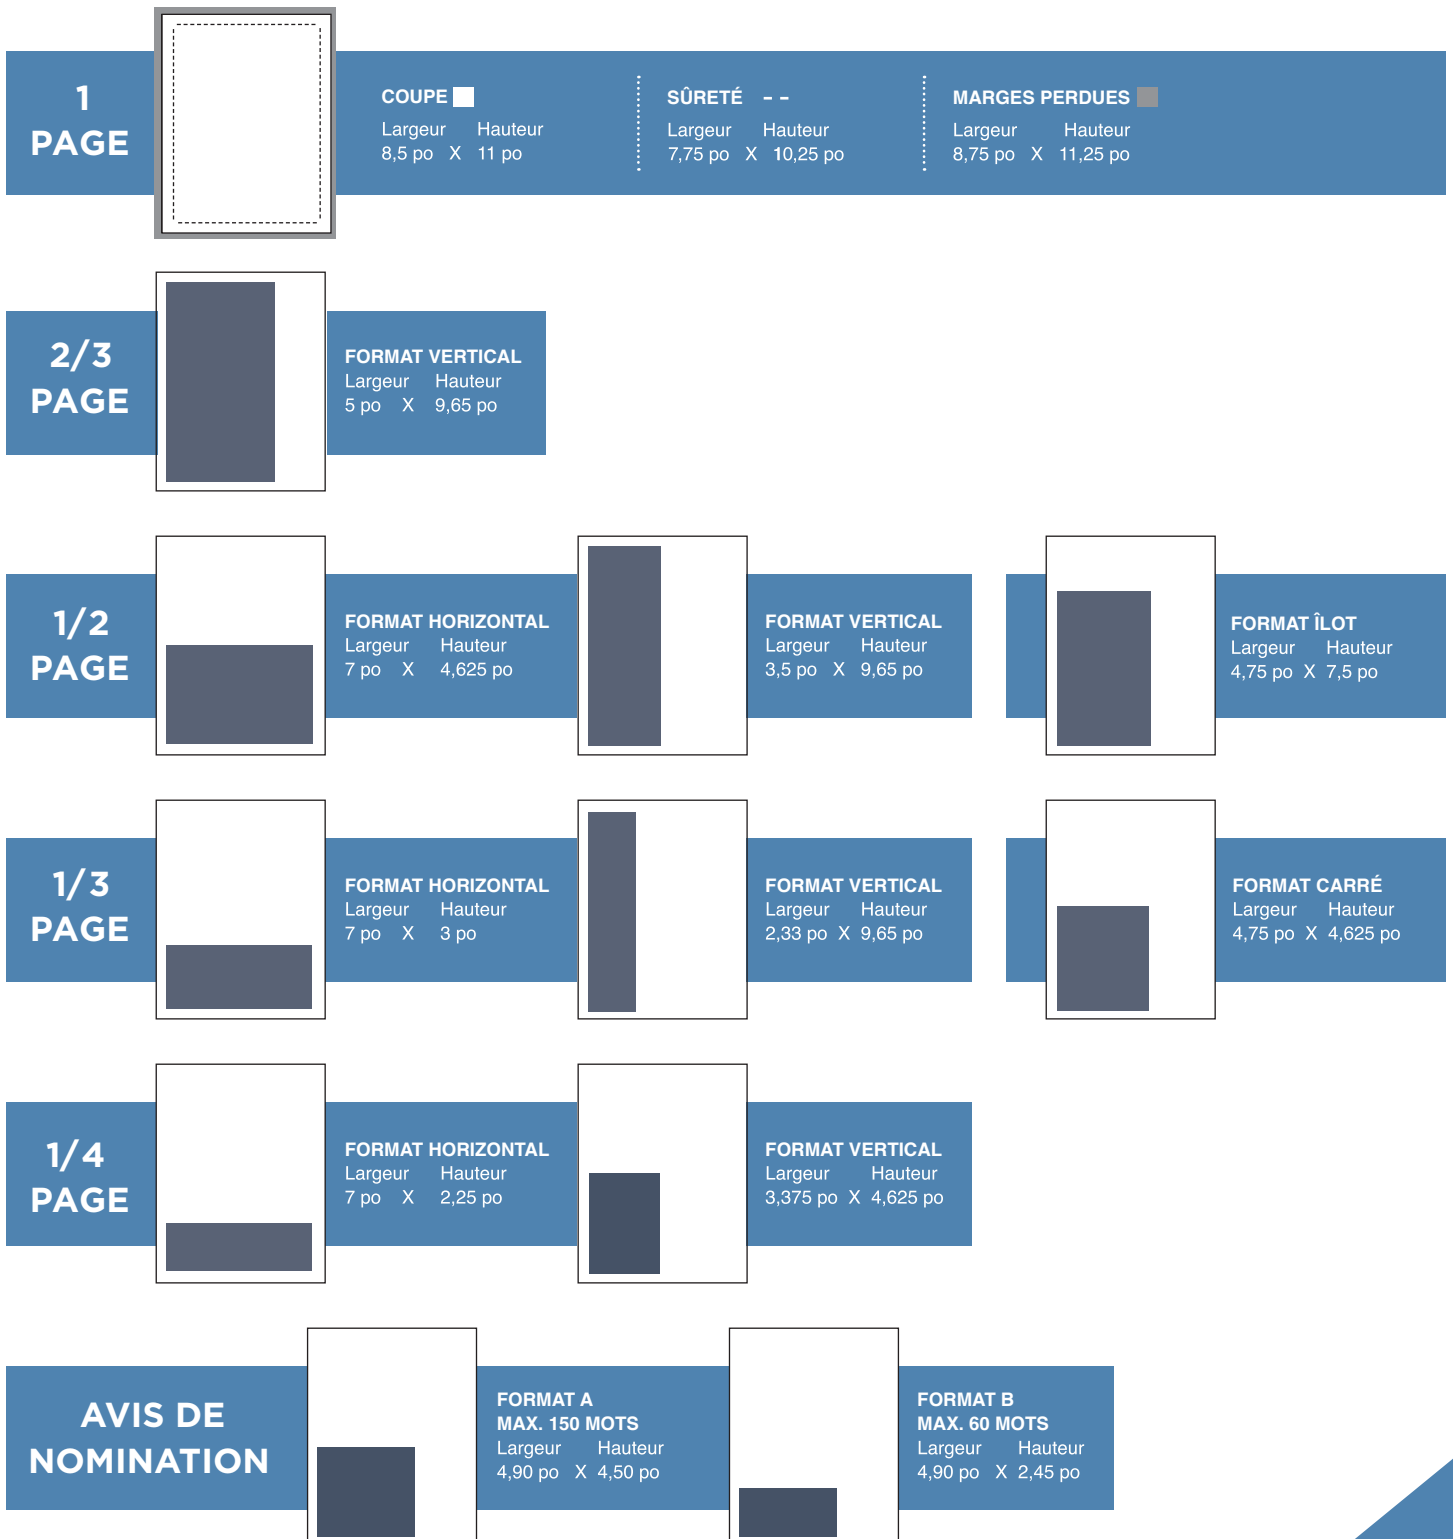 1
PAGE
COUPE
Largeur Hauteur
8,5 po X 11 po
SÛRETÉ – –
Largeur Hauteur
7,75 po X 10,25 po
MARGES PERDUES
Largeur Hauteur
8,75 po X 11,25 po
2/3
PAGE
FORMAT VERTICAL
Largeur Hauteur
5 po X 9,65 po
1/2
PAGE
FORMAT HORIZONTAL
Largeur Hauteur
7 po X 4,625 po
FORMAT VERTICAL
Largeur Hauteur
3,5 po X 9,65 po
FORMAT ÎLOT
Largeur Hauteur
4,75 po X 7,5 po
1/3
PAGE
FORMAT HORIZONTAL
Largeur Hauteur
7 po X 3 po
FORMAT VERTICAL
Largeur Hauteur
2,33 po X 9,65 po
FORMAT CARRÉ
Largeur Hauteur
4,75 po X 4,625 po
1/4
PAGE
FORMAT HORIZONTAL
Largeur Hauteur
7 po X 2,25 po
FORMAT VERTICAL
Largeur Hauteur
3,375 po X 4,625 po
AVIS DE
NOMINATION
FORMAT A
MAX. 150 MOTS
Largeur Hauteur
4,90 po X 4,50 po
FORMAT B
MAX. 60 MOTS
Largeur Hauteur
4,90 po X 2,45 po